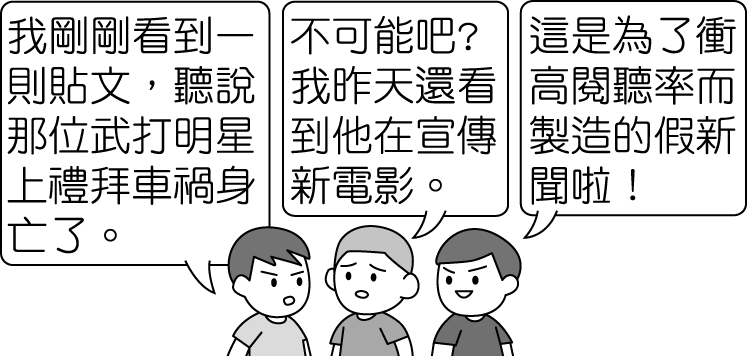 我剛剛看到一
則貼文，聽說
那位武打明星
上禮拜車禍身
亡了。
不可能吧?
我昨天還看
到他在宣傳
新電影。
這是為了衝
高閱聽率而
製造的假新
聞啦！